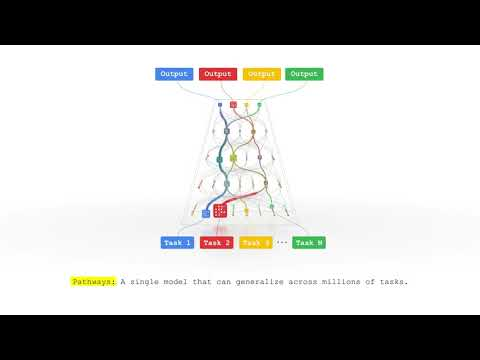 Output Output Output Output
Task 1 Task 2 Task 3 ··· Task N
Pathways: A single model that can generalize across millions of tasks.